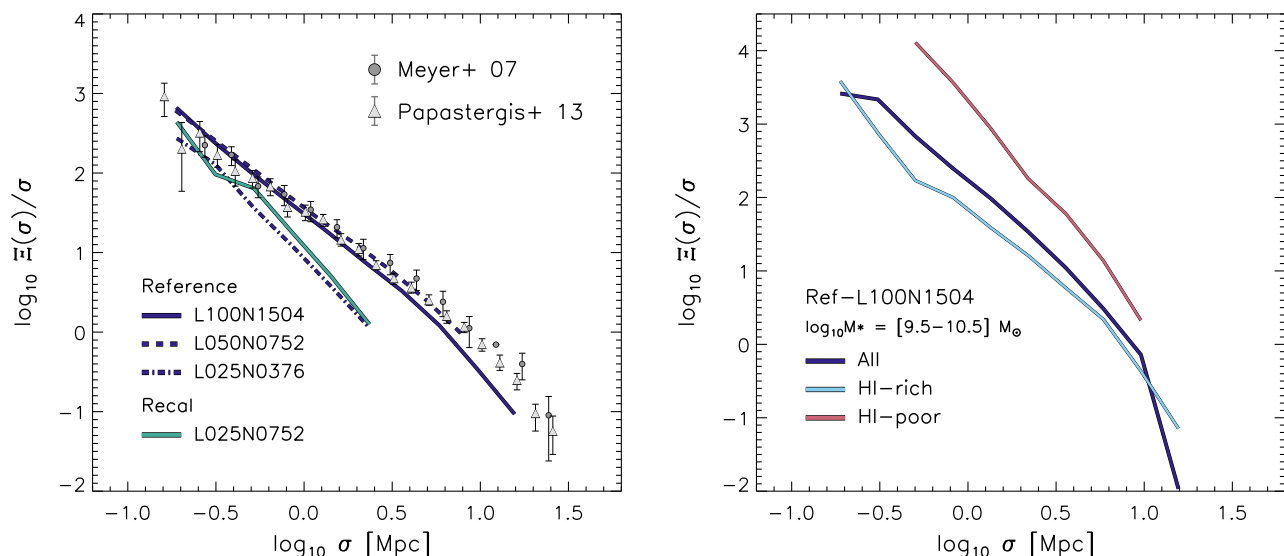 4
3
2
1
0
−1
−2
log10 Ξ(σ)/σ
Meyer+ 07
Papastergis+ 13
Reference
L100N1504
L050N0752
L025N0376
Recal
L025N0752
−1.0 −0.5 0.0 0.5 1.0 1.5
log10 σ [Mpc]
4
3
2
1
0
−1
−2
log10 Ξ(σ)/σ
Ref−L100N1504
log10M* = [9.5−10.5] M⊙
All
HI−rich
HI−poor
−1.0 −0.5 0.0 0.5 1.0 1.5
log10 σ [Mpc]